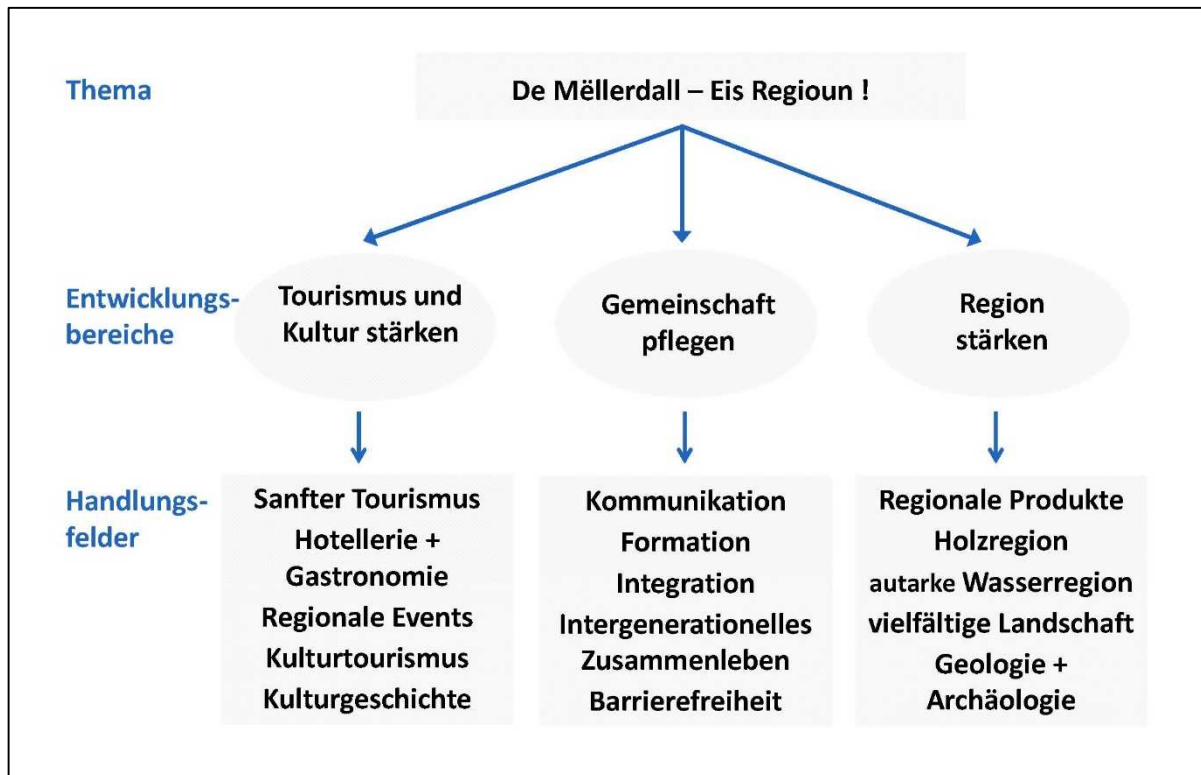 Thema
De Mëllerdall – Eis Regioun !
Entwicklungs-
bereiche
Tourismus und
Kultur stärken
Gemeinschaft
pflegen
Region
stärken
Handlungs-
felder
Sanfter Tourismus
Hotellerie +
Gastronomie
Regionale Events
Kulturtourismus
Kulturgeschichte
Kommunikation
Formation
Integration
Intergenerationelles
Zusammenleben
Barrierefreiheit
Regionale Produkte
Holzregion
autarke Wasserregion
vielfältige Landschaft
Geologie +
Archäologie